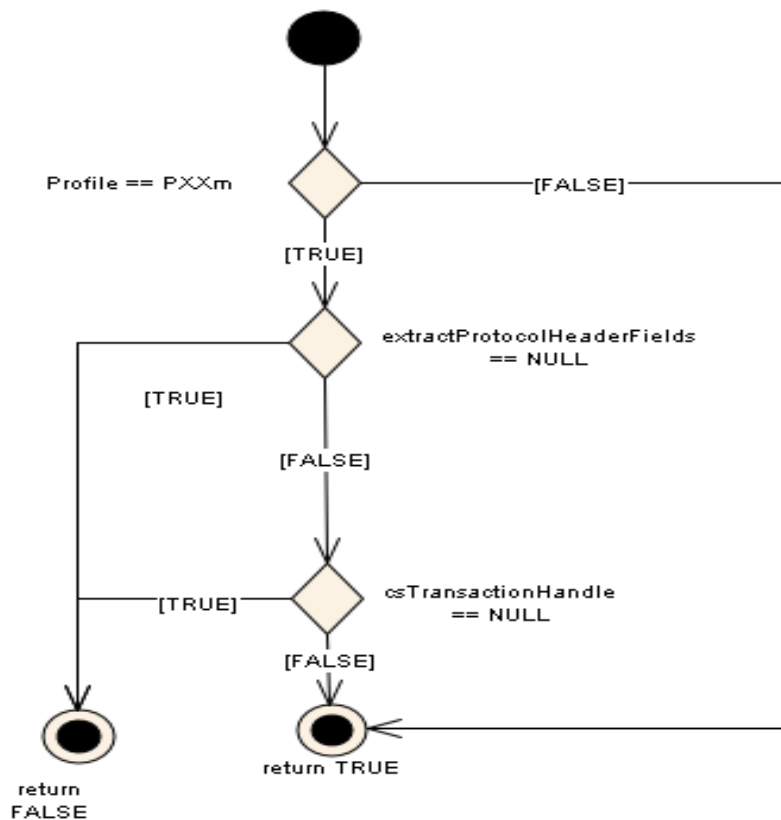 Profile == PXXm
[FALSE]
[TRUE]
extractProtocolHeaderFields
== NULL
[TRUE]
[FALSE]
csTransactionHandle
== NULL
[TRUE]
[FALSE]
return TRUE
return
FALSE